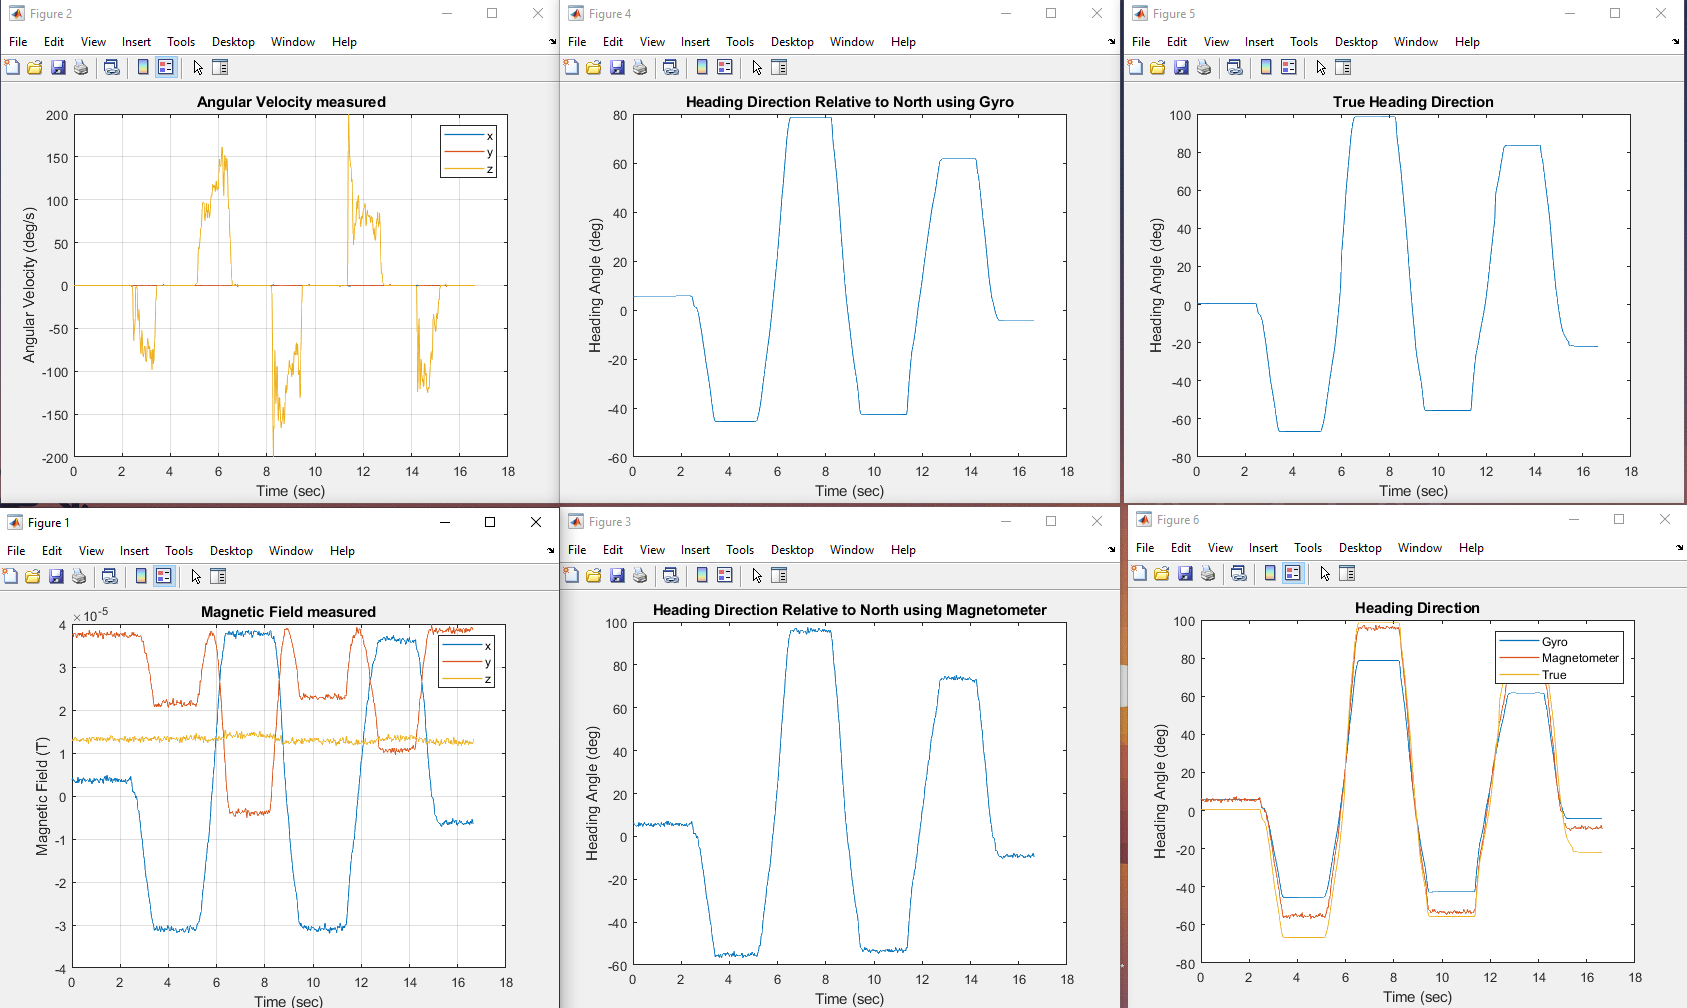 Figure 2
File Edit View Insert Tools Desktop Window Help
Angular Velocity measured
Angular Velocity (deg/s)
200
150
100
50
0
-50
-100
-150
-200
x
y
z
0 2 4 6 8 10 12 14 16 18
Time (sec)
Figure 4
File Edit View Insert Tools Desktop Window Help
Heading Direction Relative to North using Gyro
Heading Angle (deg)
80
60
40
20
0
-20
-40
-60
0 2 4 6 8 10 12 14 16 18
Time (sec)
Figure 5
File Edit View Insert Tools Desktop Window Help
True Heading Direction
Heading Angle (deg)
100
80
60
40
20
0
-20
-40
-60
-80
0 2 4 6 8 10 12 14 16 18
Time (sec)
Figure 1
File Edit View Insert Tools Desktop Window Help
Magnetic Field measured
×10-5
Magnetic Field (T)
4
3
2
1
0
-1
-2
-3
-4
x
y
z
0 2 4 6 8 10 12 14 16 18
Time (sec)
Figure 3
File Edit View Insert Tools Desktop Window Help
Heading Direction Relative to North using Magnetometer
Heading Angle (deg)
100
80
60
40
20
0
-20
-40
-60
0 2 4 6 8 10 12 14 16 18
Time (sec)
Figure 6
File Edit View Insert Tools Desktop Window Help
Heading Direction
Heading Angle (deg)
100
80
60
40
20
0
-20
-40
-60
-80
Gyro
Magnetometer
True
0 2 4 6 8 10 12 14 16 18
Time (sec)